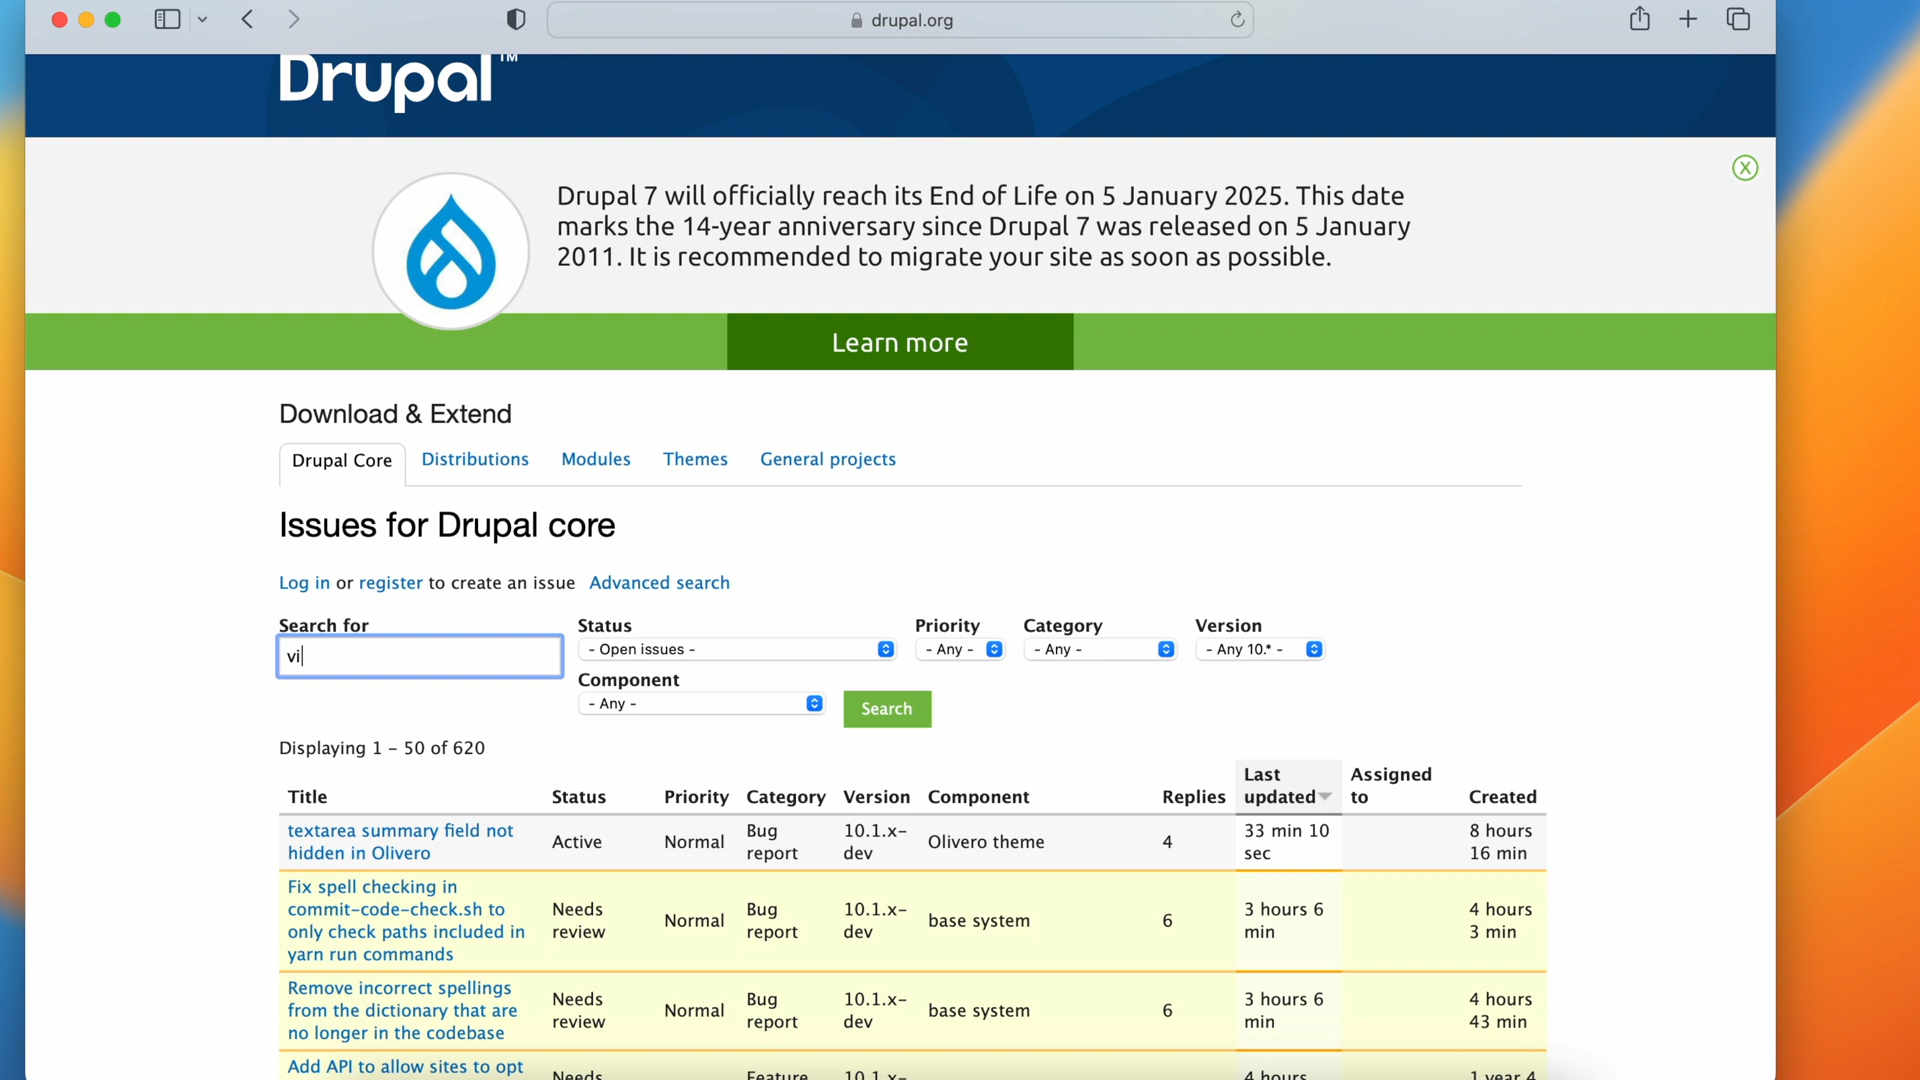 drupal.org
Drupal™
Drupal 7 will officially reach its End of Life on 5 January 2025. This date
marks the 14-year anniversary since Drupal 7 was released on 5 January
2011. It is recommended to migrate your site as soon as possible.
Learn more
Download & Extend
Drupal Core Distributions Modules Themes General projects
Issues for Drupal core
Log in or register to create an issue Advanced search
Search for Status Priority Category Version
vi - Open issues - - Any - - Any - - Any 10.* -
Component
- Any - Search
Displaying 1 – 50 of 620
Title Status Priority Category Version Component Replies Last updated Assigned to Created
textarea summary field not
hidden in Olivero
Active
Normal
Bug
report
10.1.x-
dev
Olivero theme
4
33 min 10
sec
8 hours
16 min
Fix spell checking in
commit-code-check.sh to
only check paths included in
yarn run commands
Needs
review
Normal
Bug
report
10.1.x-
dev
base system
6
3 hours 6
min
4 hours
3 min
Remove incorrect spellings
from the dictionary that are
no longer in the codebase
Needs
review
Normal
Bug
report
10.1.x-
dev
base system
6
3 hours 6
min
4 hours
43 min
Add API to allow sites to opt
Needs
Feature
10.1.x-
4 hours
1 year 4